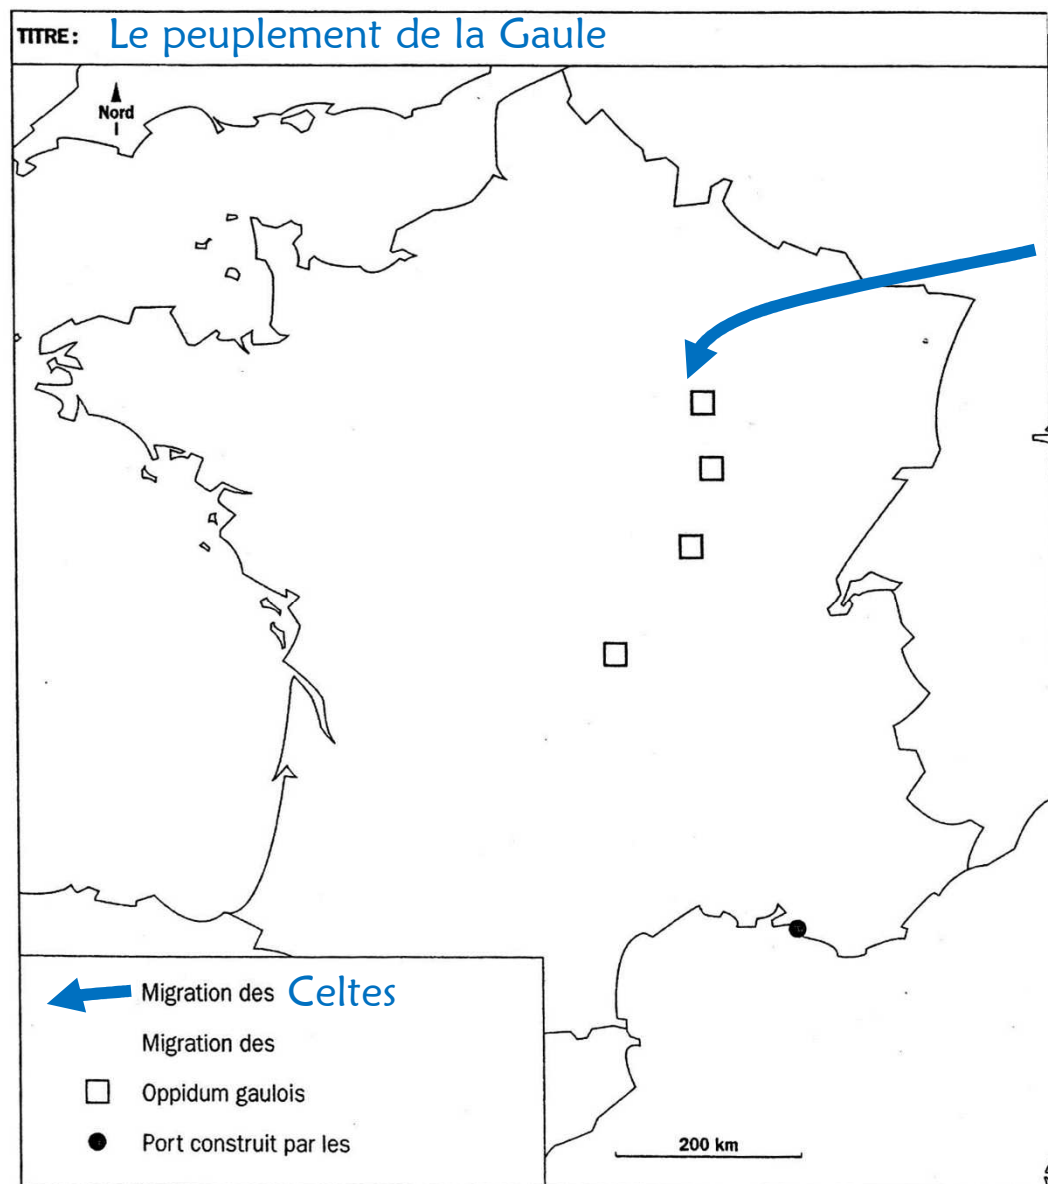 TITRE : Le peuplement de la Gaule
Nord
Migration des Celtes
Migration des
Oppidum gaulois
Port construit par les
200 km